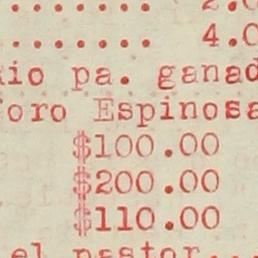 ....... 2.0
....... 4.0
io pa. ganad
oro Espinosa
$100.00
$200.00
$110.00
el pastor...